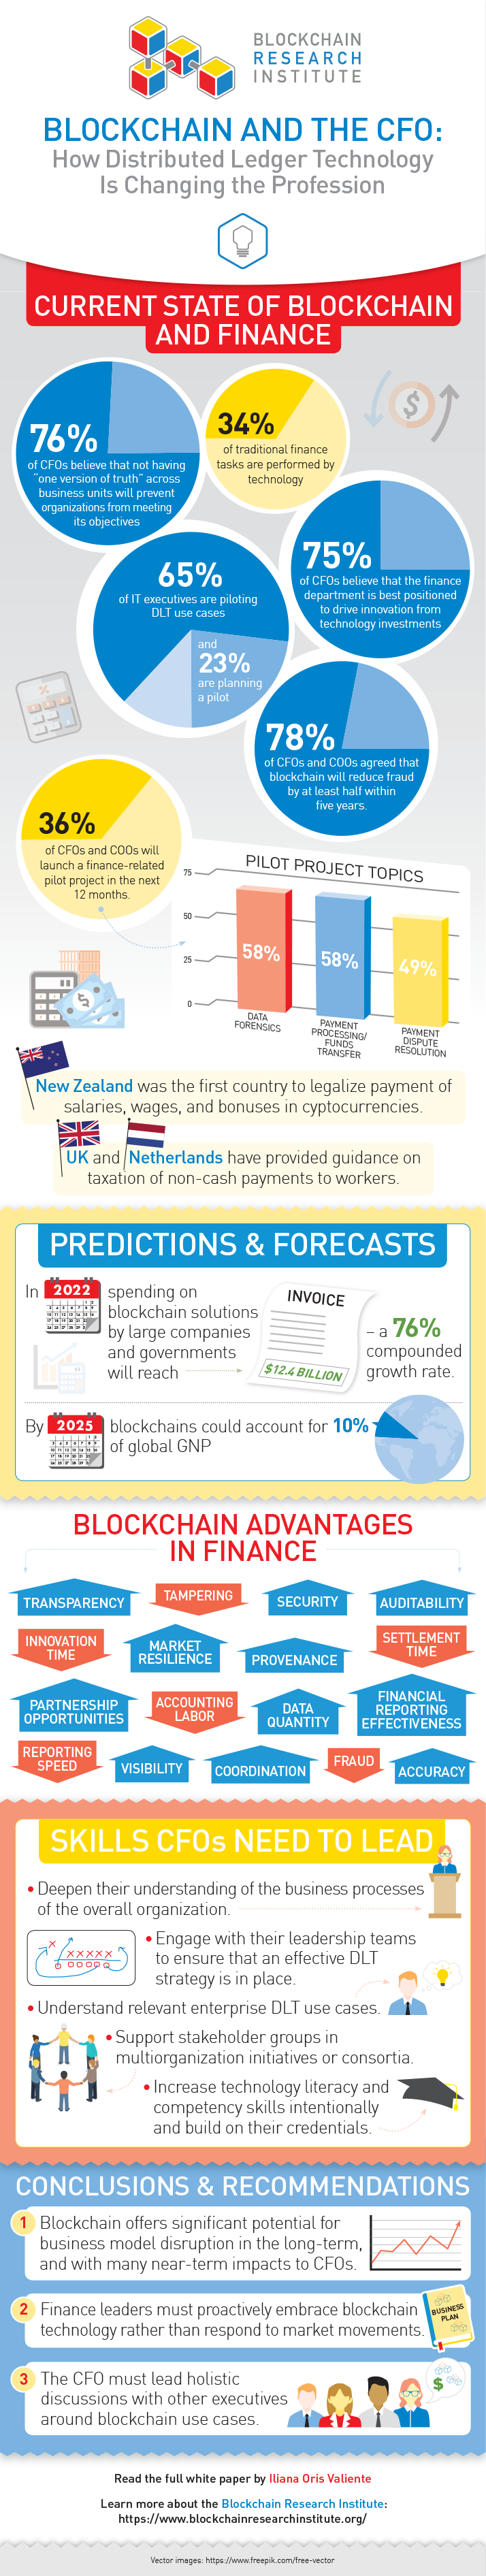 BLOCKCHAIN
RESEARCH
INSTITUTE
BLOCKCHAIN AND THE CFO:
How Distributed Ledger Technology
Is Changing the Profession
CURRENT STATE OF BLOCKCHAIN
AND FINANCE
76%
of CFOs believe that not having
"one version of truth" across
business units will prevent
organizations from meeting
its objectives
34%
of traditional finance
tasks are performed by
technology
75%
of CFOs believe that the finance
department is best positioned
to drive innovation from
technology investments
65%
of IT executives are piloting
DLT use cases
and
23%
are planning
a pilot
78%
of CFOs and COOs agreed that
blockchain will reduce fraud
by at least half within
five years.
36%
of CFOs and COOs will
launch a finance-related
pilot project in the next
12 months.
PILOT PROJECT TOPICS
75
50
25
0
58%
58%
49%
DATA
FORENSICS
PAYMENT
PROCESSING/
FUNDS
TRANSFER
PAYMENT
DISPUTE
RESOLUTION
New Zealand was the first country to legalize payment of
salaries, wages, and bonuses in cyptocurrencies.
UK and Netherlands have provided guidance on
taxation of non-cash payments to workers.
PREDICTIONS & FORECASTS
In 2022 spending on
blockchain solutions
by large companies
and governments
will reach
INVOICE
$12.4 BILLION
– a 76%
compounded
growth rate.
By 2025 blockchains could account for 10%
of global GNP
BLOCKCHAIN ADVANTAGES
IN FINANCE
TRANSPARENCY
TAMPERING
SECURITY
AUDITABILITY
INNOVATION
TIME
MARKET
RESILIENCE
PROVENANCE
SETTLEMENT
TIME
PARTNERSHIP
OPPORTUNITIES
ACCOUNTING
LABOR
DATA
QUANTITY
FINANCIAL
REPORTING
EFFECTIVENESS
REPORTING
SPEED
VISIBILITY
COORDINATION
FRAUD
ACCURACY
SKILLS CFOs NEED TO LEAD
• Deepen their understanding of the business processes
of the overall organization.
• Engage with their leadership teams
to ensure that an effective DLT
strategy is in place.
• Understand relevant enterprise DLT use cases.
• Support stakeholder groups in
multiorganization initiatives or consortia.
• Increase technology literacy and
competency skills intentionally
and build on their credentials.
CONCLUSIONS & RECOMMENDATIONS
1 Blockchain offers significant potential for
business model disruption in the long-term,
and with many near-term impacts to CFOs.
2 Finance leaders must proactively embrace blockchain
technology rather than respond to market movements.
BUSINESS
PLAN
3 The CFO must lead holistic
discussions with other executives
around blockchain use cases.
Read the full white paper by Iliana Oris Valiente
Learn more about the Blockchain Research Institute:
https://www.blockchainresearchinstitute.org/
Vector images: https://www.freepik.com/free-vector